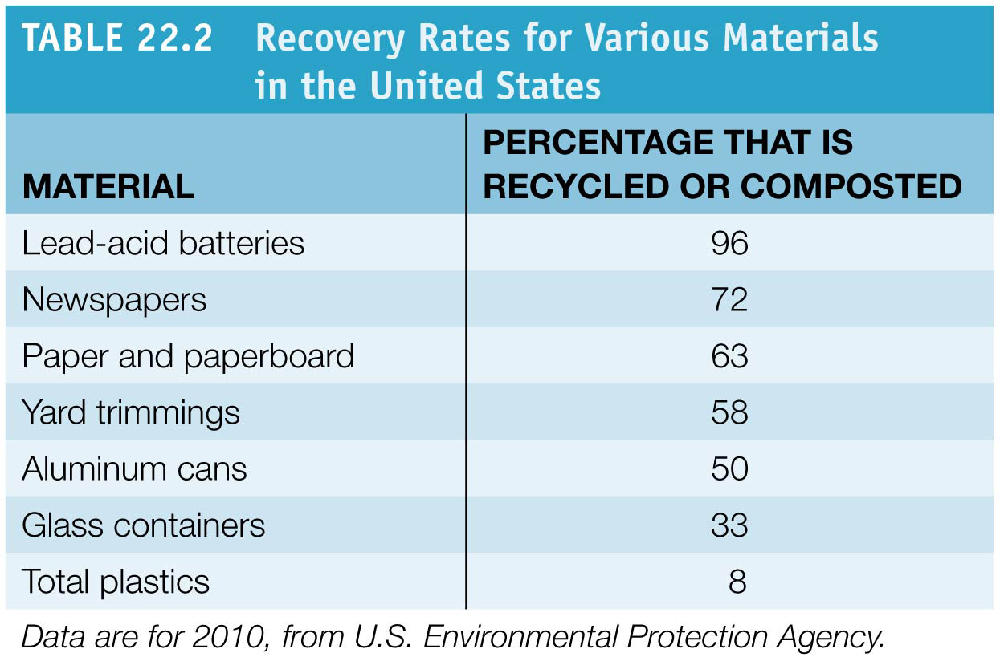 TABLE 22.2 Recovery Rates for Various Materials
in the United States
MATERIAL
PERCENTAGE THAT IS
RECYCLED OR COMPOSTED
Lead-acid batteries 96
Newspapers 72
Paper and paperboard 63
Yard trimmings 58
Aluminum cans 50
Glass containers 33
Total plastics 8
Data are for 2010, from U.S. Environmental Protection Agency.